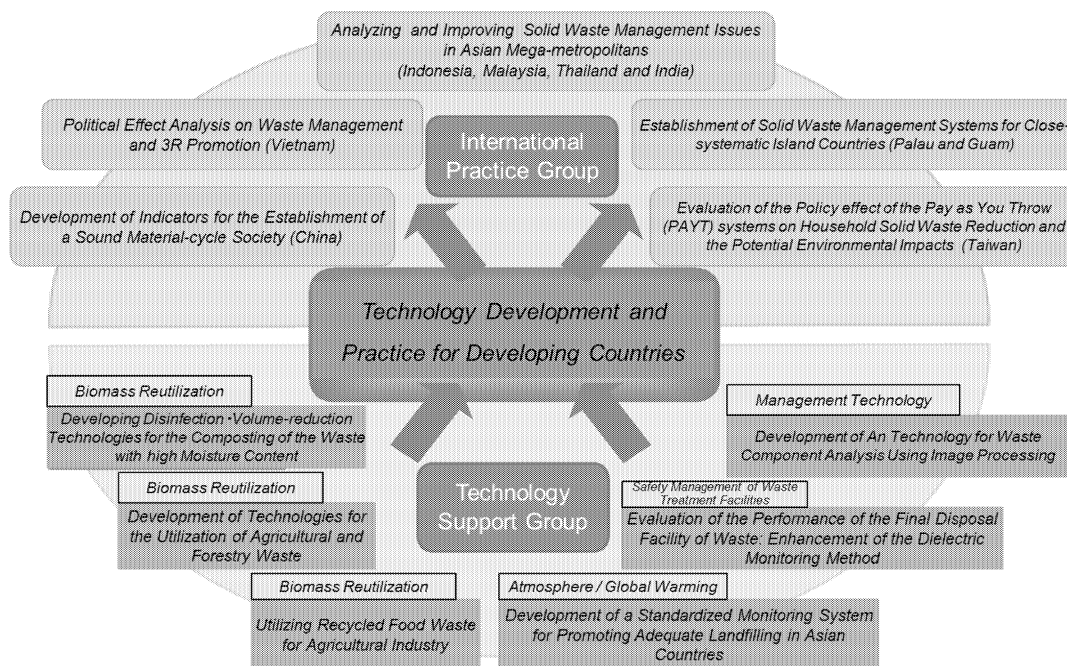 Analyzing and Improving Solid Waste Management Issues
in Asian Mega-metropolitans
(Indonesia, Malaysia, Thailand and India)
Political Effect Analysis on Waste Management
and 3R Promotion (Vietnam)
International
Practice Group
Establishment of Solid Waste Management Systems for Close-
systematic Island Countries (Palau and Guam)
Development of Indicators for the Establishment of
a Sound Material-cycle Society (China)
Evaluation of the Policy effect of the Pay as You Throw
(PAYT) systems on Household Solid Waste Reduction and
the Potential Environmental Impacts (Taiwan)
Technology Development and
Practice for Developing Countries
Biomass Reutilization
Developing Disinfection・Volume-reduction
Technologies for the Composting of the Waste
with high Moisture Content
Management Technology
Development of An Technology for Waste
Component Analysis Using Image Processing
Biomass Reutilization
Development of Technologies for
the Utilization of Agricultural and
Forestry Waste
Technology
Support Group
Safety Management of Waste
Treatment Facilities
Evaluation of the Performance of the Final Disposal
Facility of Waste: Enhancement of the Dielectric
Monitoring Method
Biomass Reutilization
Utilizing Recycled Food Waste
for Agricultural Industry
Atmosphere / Global Warming
Development of a Standardized Monitoring System
for Promoting Adequate Landfilling in Asian
Countries